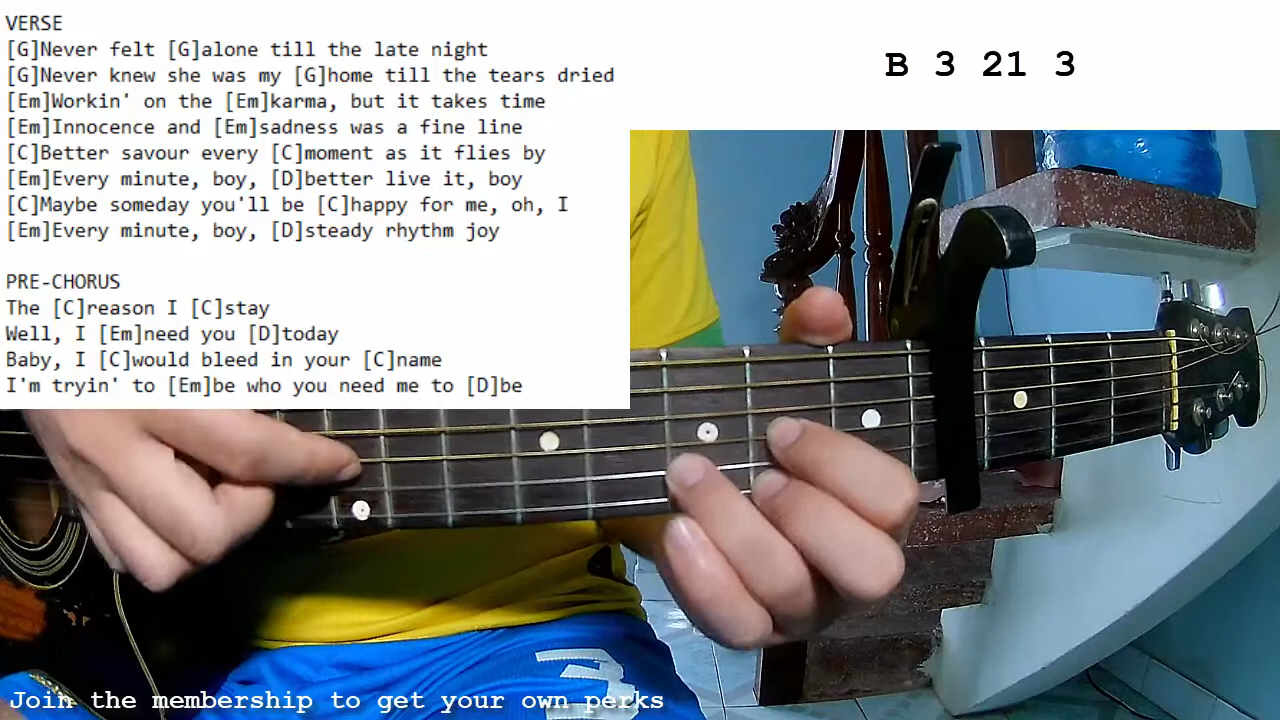 VERSE
[G]Never felt [G]alone till the late night
[G]Never knew she was my [G]home till the tears dried
[Em]Workin' on the [Em]karma, but it takes time
[Em]Innocence and [Em]sadness was a fine line
[C]Better savour every [C]moment as it flies by
[Em]Every minute, boy, [D]better live it, boy
[C]Maybe someday you'll be [C]happy for me, oh, I
[Em]Every minute, boy, [D]steady rhythm joy
PRE-CHORUS
The [C]reason I [C]stay
Well, I [Em]need you [D]today
Baby, I [C]would bleed in your [C]name
I'm tryin' to [Em]be who you need me to [D]be
B 3 21 3
Join the membership to get your own perks